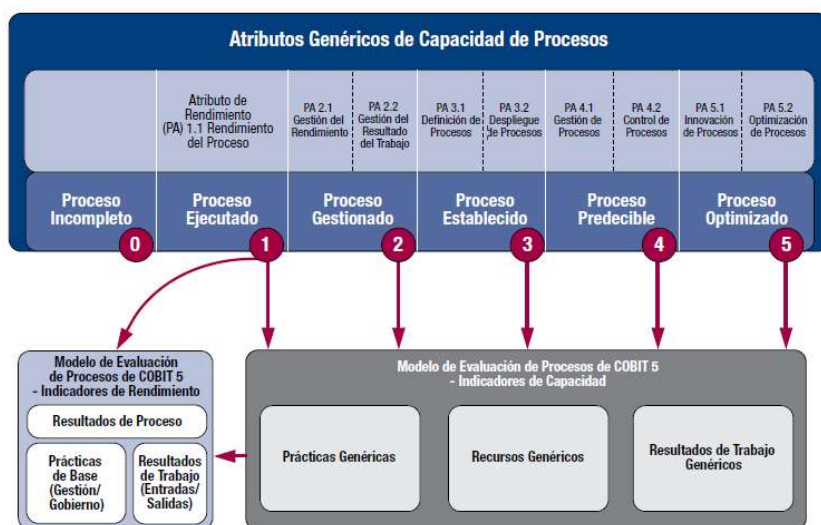 Atributos Genéricos de Capacidad de Procesos
Atributo de
Rendimiento
(PA) 1.1 Rendimiento
del Proceso
PA 2.1
Gestión del
Rendimiento
PA 2.2
Gestión del
Resultado
del Trabajo
PA 3.1
Definición de
Procesos
PA 3.2
Despliegue
de Procesos
PA 4.1
Gestión de
Procesos
PA 4.2
Control de
Procesos
PA 5.1
Innovación
de Procesos
PA 5.2
Optimización
de Procesos
Proceso
Incompleto
0
Proceso
Ejecutado
1
Proceso
Gestionado
2
Proceso
Establecido
3
Proceso
Predecible
4
Proceso
Optimizado
5
Modelo de Evaluación
de Procesos de COBIT 5
- Indicadores de Rendimiento
Resultados de Proceso
Prácticas
de Base
(Gestión/
Gobierno)
Resultados
de Trabajo
(Entradas/
Salidas)
Modelo de Evaluación de Procesos de COBIT 5
- Indicadores de Capacidad
Prácticas Genéricas
Recursos Genéricos
Resultados de Trabajo
Genéricos